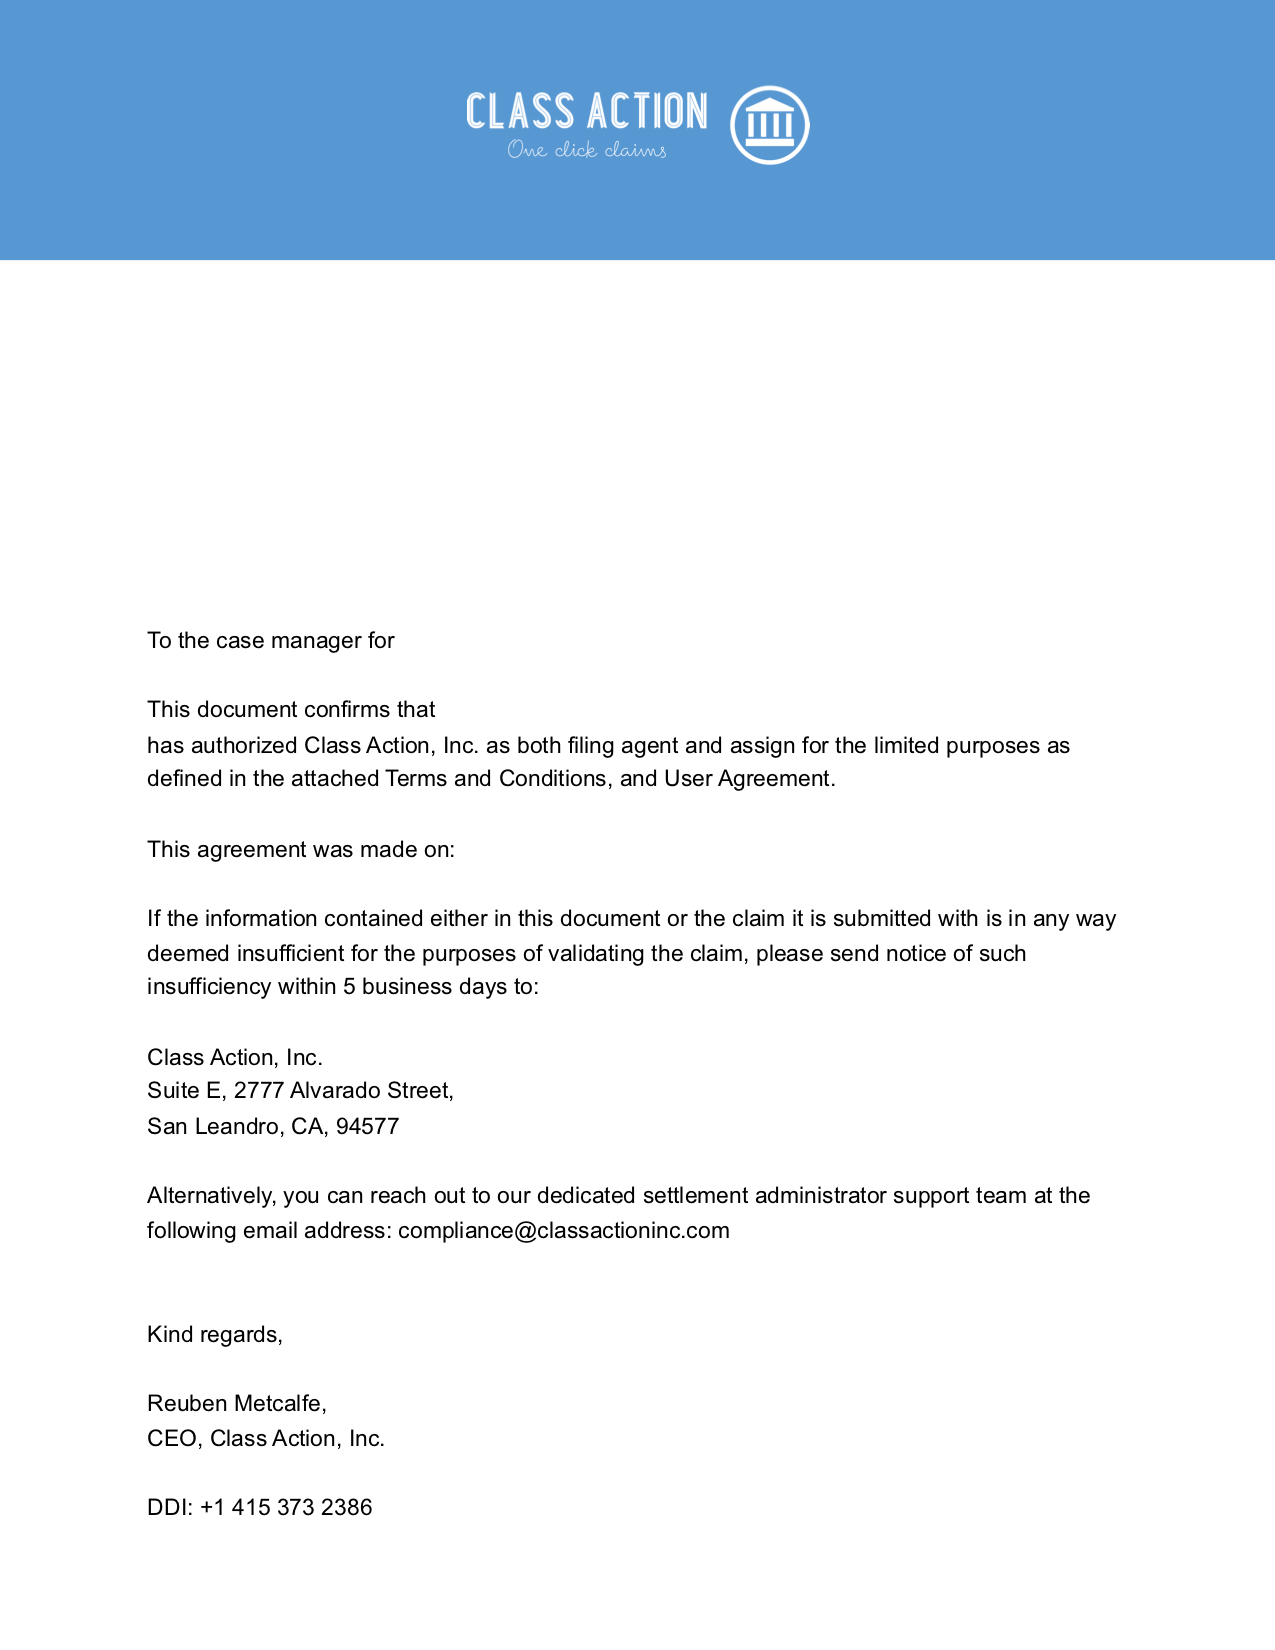 CLASS ACTION
One click claims
To the case manager for
This document confirms that
has authorized Class Action, Inc. as both filing agent and assign for the limited purposes as
defined in the attached Terms and Conditions, and User Agreement.
This agreement was made on:
If the information contained either in this document or the claim it is submitted with is in any way
deemed insufficient for the purposes of validating the claim, please send notice of such
insufficiency within 5 business days to:
Class Action, Inc.
Suite E, 2777 Alvarado Street,
San Leandro, CA, 94577
Alternatively, you can reach out to our dedicated settlement administrator support team at the
following email address: compliance@classactioninc.com
Kind regards,
Reuben Metcalfe,
CEO, Class Action, Inc.
DDI: +1 415 373 2386